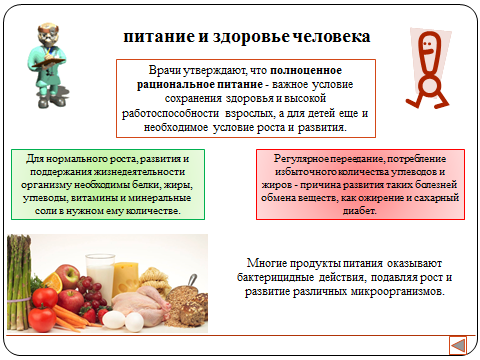 питание и здоровье человека
Врачи утверждают, что полноценное
рациональное питание - важное условие
сохранения здоровья и высокой
работоспособности взрослых, а для детей еще и
необходимое условие роста и развития.
Для нормального роста, развития и
поддержания жизнедеятельности
организму необходимы белки, жиры,
углеводы, витамины и минеральные
соли в нужном ему количестве.
Регулярное переедание, потребление
избыточного количества углеводов и
жиров - причина развития таких болезней
обмена веществ, как ожирение и сахарный
диабет.
Многие продукты питания оказывают
бактерицидные действия, подавляя рост и
развитие различных микроорганизмов.